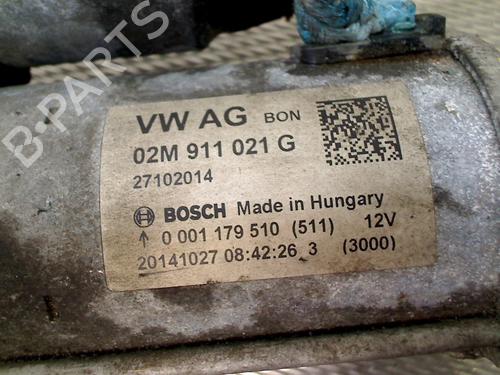 B-PARTS
VW AG BON
02M 911 021 G
27102014
BOSCH Made in Hungary
↑ 0 001 179 510 (511) 12V
20141027 08:42:26 3 (3000)